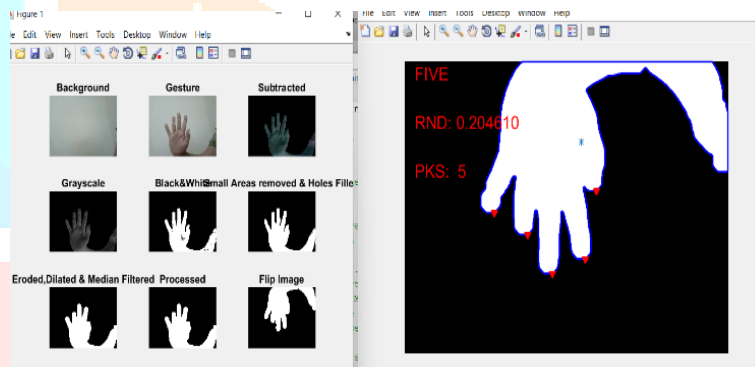 Figure 1
Edit View Insert Tools Desktop Window Help
Background Gesture Subtracted
Grayscale Black&White Small Areas removed & Holes Fille
Eroded,Dilated & Median Filtered Processed Flip Image
File Edit View Insert Tools Desktop Window Help
FIVE
RND: 0.204610
PKS: 5